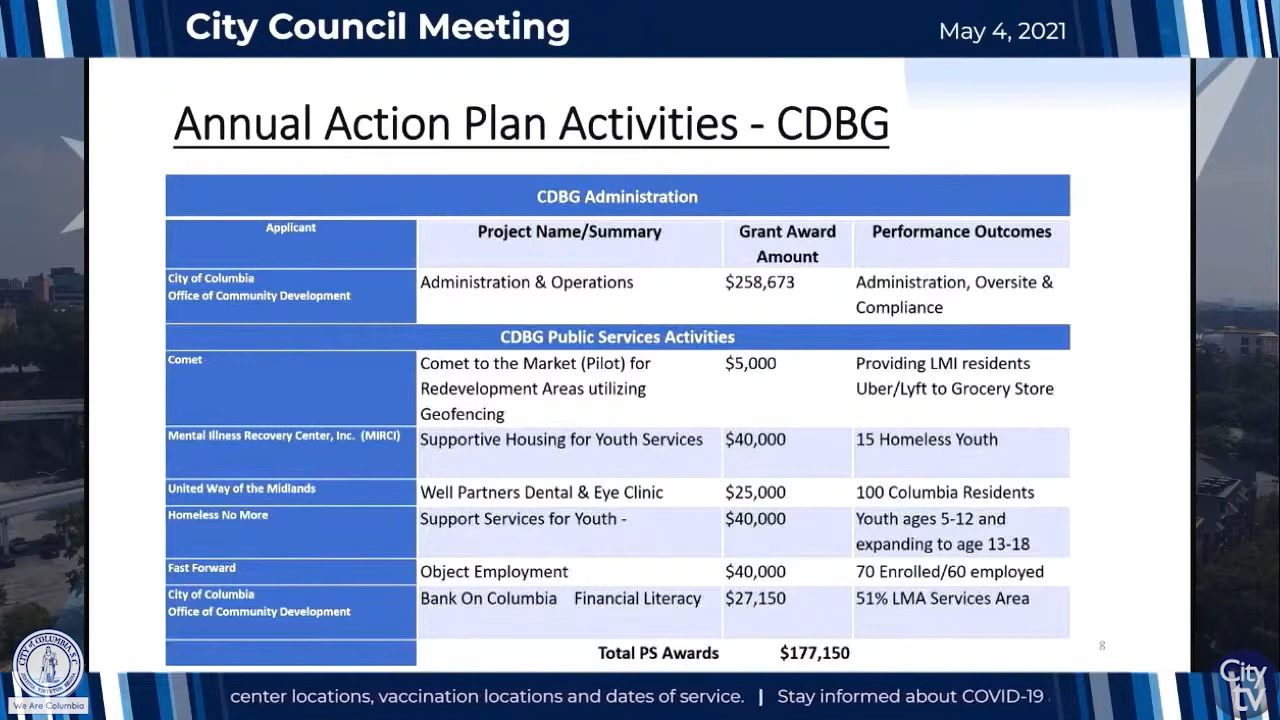 City Council Meeting
May 4, 2021
Annual Action Plan Activities - CDBG
CDBG Administration
Applicant
Project Name/Summary
Grant Award
Amount
Performance Outcomes
City of Columbia
Office of Community Development
Administration & Operations
$258,673
Administration, Oversite &
Compliance
CDBG Public Services Activities
Comet
Comet to the Market (Pilot) for
Redevelopment Areas utilizing
Geofencing
$5,000
Providing LMI residents
Uber/Lyft to Grocery Store
Mental Illness Recovery Center, Inc. (MIRCI)
Supportive Housing for Youth Services
$40,000
15 Homeless Youth
United Way of the Midlands
Well Partners Dental & Eye Clinic
$25,000
100 Columbia Residents
Homeless No More
Support Services for Youth -
$40,000
Youth ages 5-12 and
expanding to age 13-18
Fast Forward
Object Employment
$40,000
70 Enrolled/60 employed
City of Columbia
Office of Community Development
Bank On Columbia Financial Literacy
$27,150
51% LMA Services Area
Total PS Awards $177,150
8
We Are Columbia
center locations, vaccination locations and dates of service. | Stay informed about COVID-19
City
tv